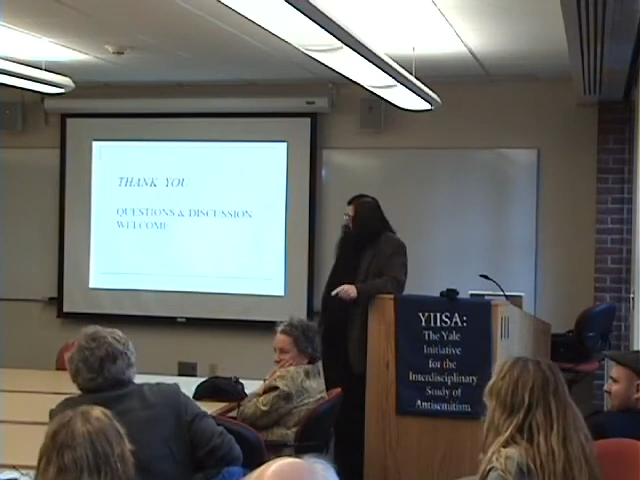 THANK YOU
QUESTIONS & DISCUSSION
WELCOME
YIISA:
The Yale
Initiative
for the
Interdisciplinary
Study of
Antisemitism